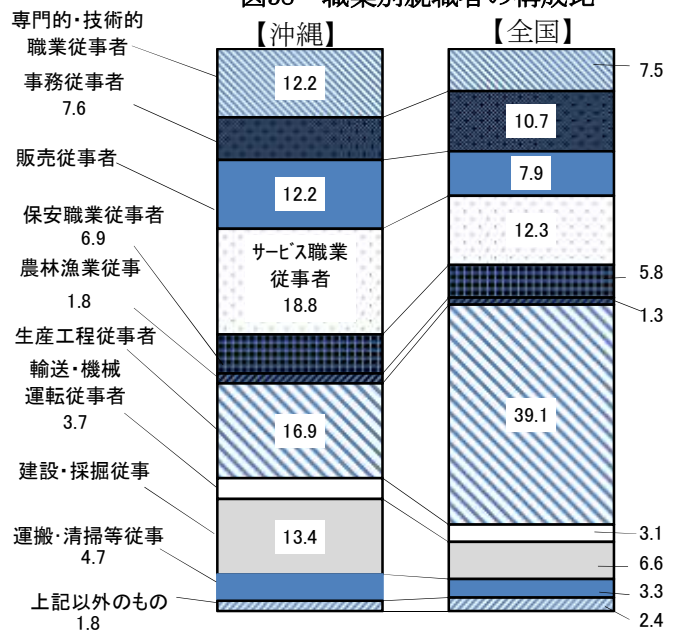 職業別就職者の構成比
【沖縄】
【全国】
専門的・技術的
職業従事者
事務従事者
7.6
販売従事者
保安職業従事者
6.9
農林漁業従事
1.8
生産工程従事者
輸送・機械
運転従事者
3.7
建設・採掘従事
運搬・清掃等従事
4.7
上記以外のもの
1.8
12.2
12.2
サービス職業
従事者
18.8
16.9
13.4
7.5
10.7
7.9
12.3
5.8
1.3
39.1
3.1
6.6
3.3
2.4